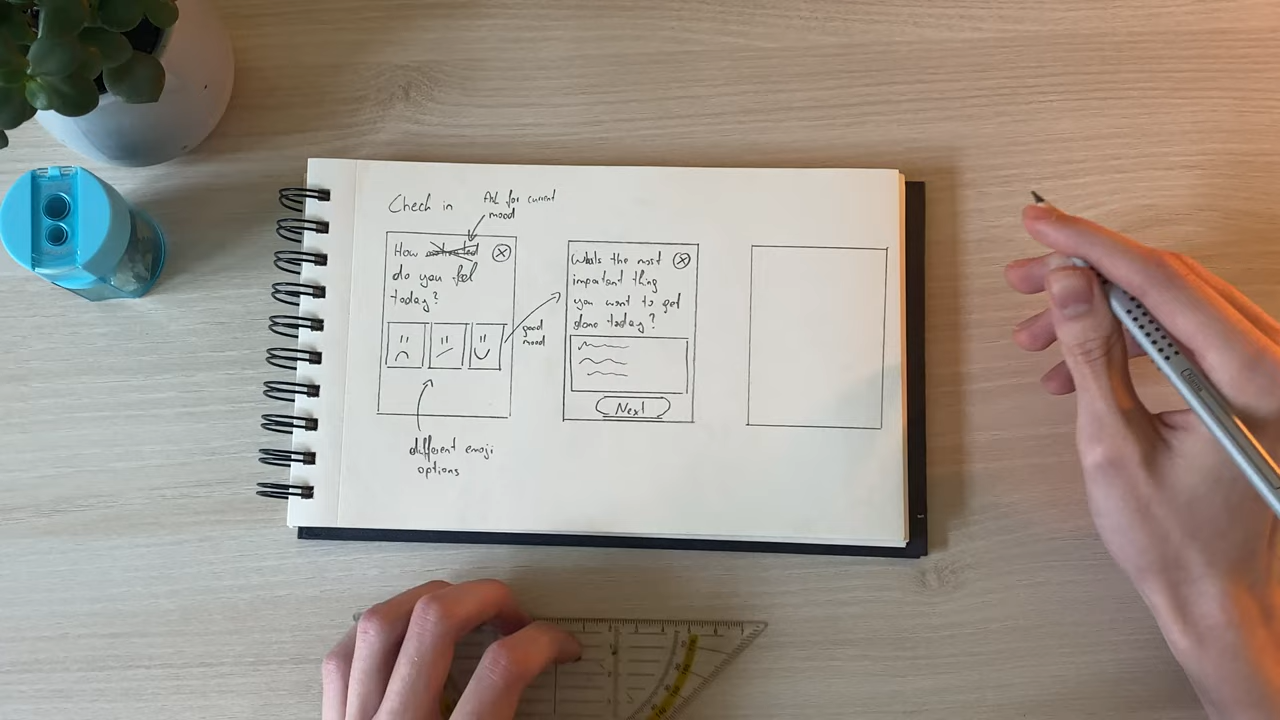 Check in
Ask for current
mood
How motivated
do you feel
today?
different emoji
options
good
mood
Whats the most
important thing
you want to get
done today?
Next